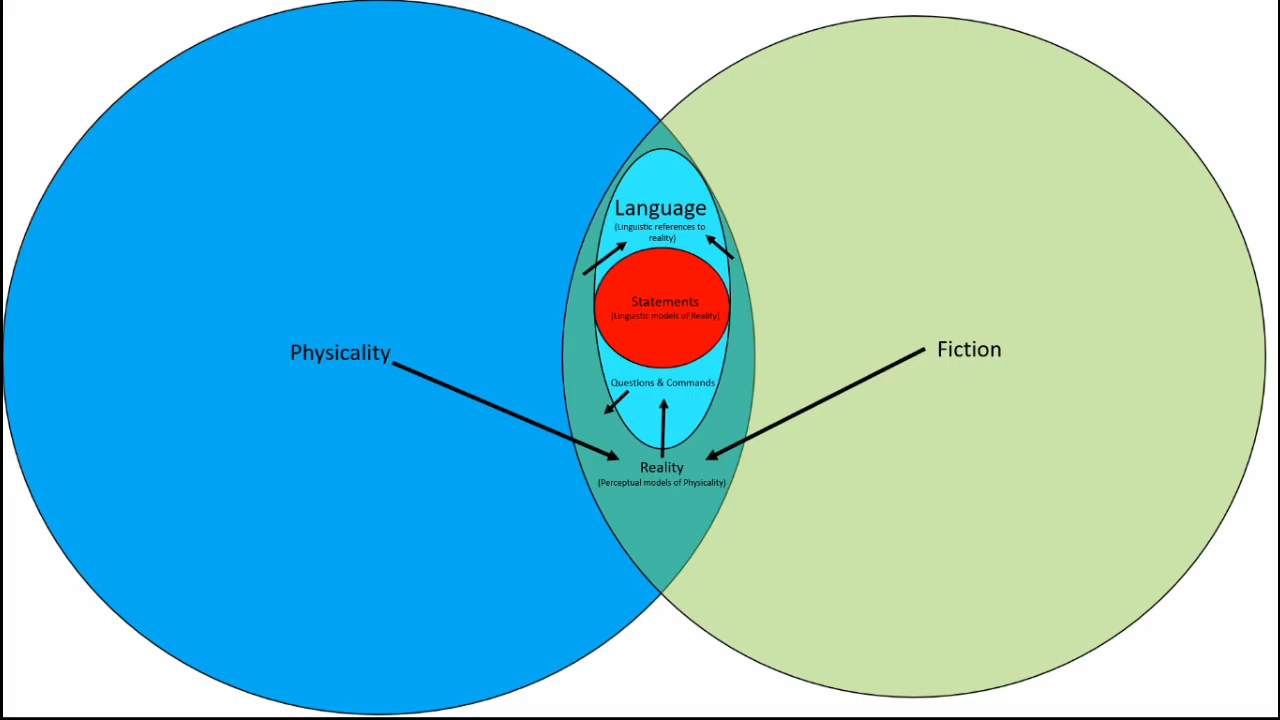 Language
(Linguistic references to
reality)
Statements
(Linguistic models of Reality)
Physicality
Fiction
Questions & Commands
Reality
(Perceptual models of Physicality)